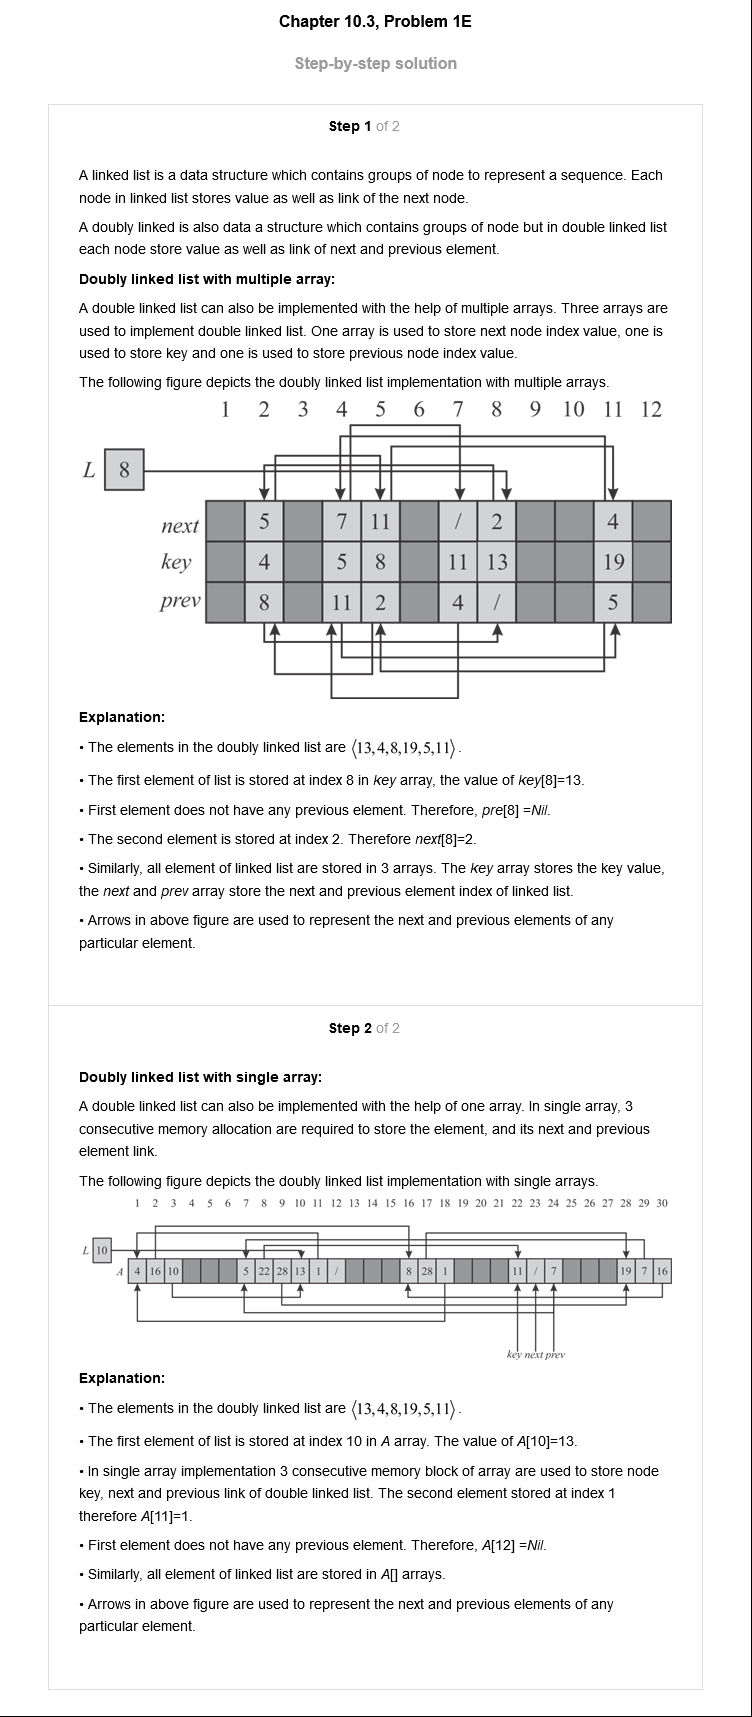 Chapter 10.3, Problem 1E
Step-by-step solution
Step 1 of 2
A linked list is a data structure which contains groups of node to represent a sequence. Each
node in linked list stores value as well as link of the next node.
A doubly linked is also data a structure which contains groups of node but in double linked list
each node store value as well as link of next and previous element.
Doubly linked list with multiple array:
A double linked list can also be implemented with the help of multiple arrays. Three arrays are
used to implement double linked list. One array is used to store next node index value, one is
used to store key and one is used to store previous node index value.
The following figure depicts the doubly linked list implementation with multiple arrays.
1 2 3 4 5 6 7 8 9 10 11 12
L 8
next 5 7 11 / 2 4
key 4 5 8 11 13 19
prev 8 11 2 4 / 5
Explanation:
• The elements in the doubly linked list are ⟨13,4,8,19,5,11⟩.
• The first element of list is stored at index 8 in key array, the value of key[8]=13.
• First element does not have any previous element. Therefore, pre[8] =Nil.
• The second element is stored at index 2. Therefore next[8]=2.
• Similarly, all element of linked list are stored in 3 arrays. The key array stores the key value,
the next and prev array store the next and previous element index of linked list.
• Arrows in above figure are used to represent the next and previous elements of any
particular element.
Step 2 of 2
Doubly linked list with single array:
A double linked list can also be implemented with the help of one array. In single array, 3
consecutive memory allocation are required to store the element, and its next and previous
element link.
The following figure depicts the doubly linked list implementation with single arrays.
1 2 3 4 5 6 7 8 9 10 11 12 13 14 15 16 17 18 19 20 21 22 23 24 25 26 27 28 29 30
L 10
A 4 16 10 5 22 28 13 1 / 8 28 1 11 / 7 19 7 16
key next prev
Explanation:
• The elements in the doubly linked list are ⟨13,4,8,19,5,11⟩.
• The first element of list is stored at index 10 in A array. The value of A[10]=13.
• In single array implementation 3 consecutive memory block of array are used to store node
key, next and previous link of double linked list. The second element stored at index 1
therefore A[11]=1.
• First element does not have any previous element. Therefore, A[12] =Nil.
• Similarly, all element of linked list are stored in A[] arrays.
• Arrows in above figure are used to represent the next and previous elements of any
particular element.